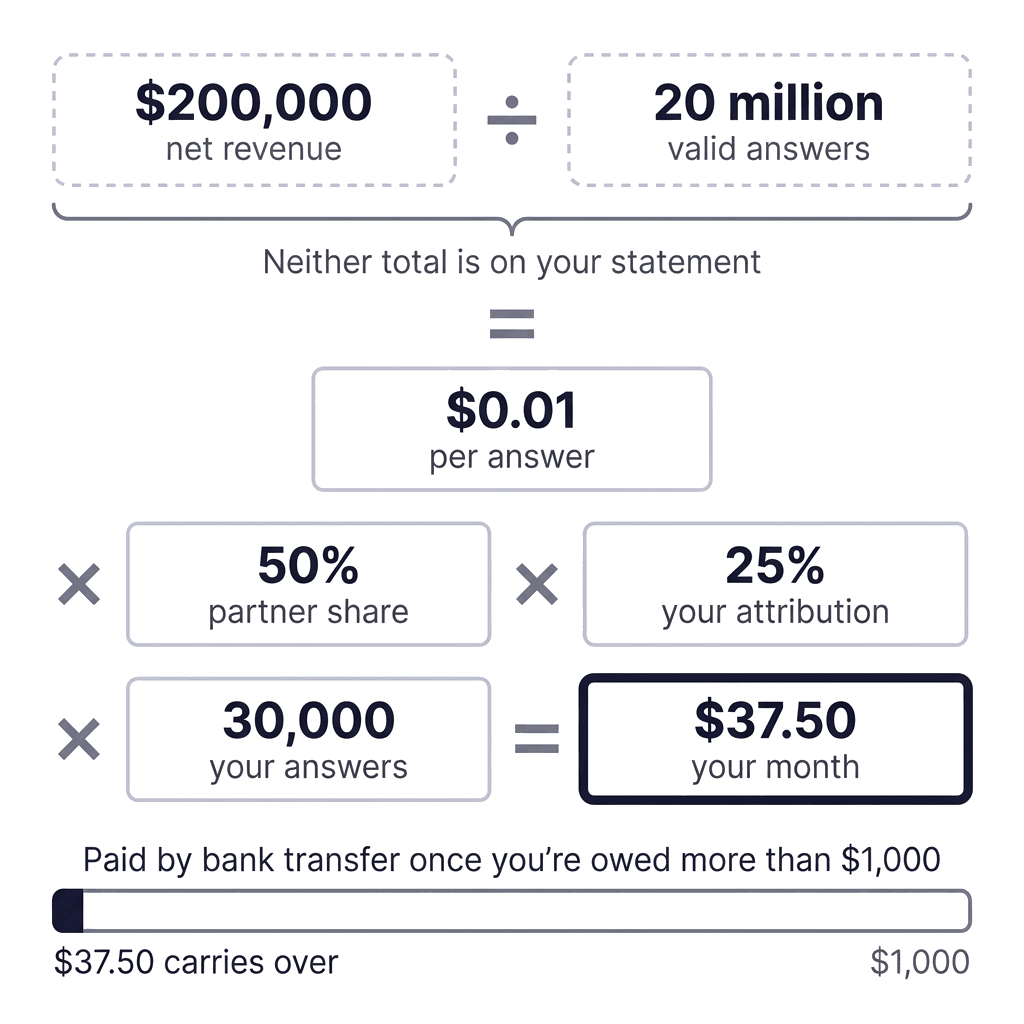 $200,000
net revenue
÷
20 million
valid answers
Neither total is on your statement
=
$0.01
per answer
×
50%
partner share
×
25%
your attribution
×
30,000
your answers
=
$37.50
your month
Paid by bank transfer once you’re owed more than $1,000
$37.50 carries over
$1,000